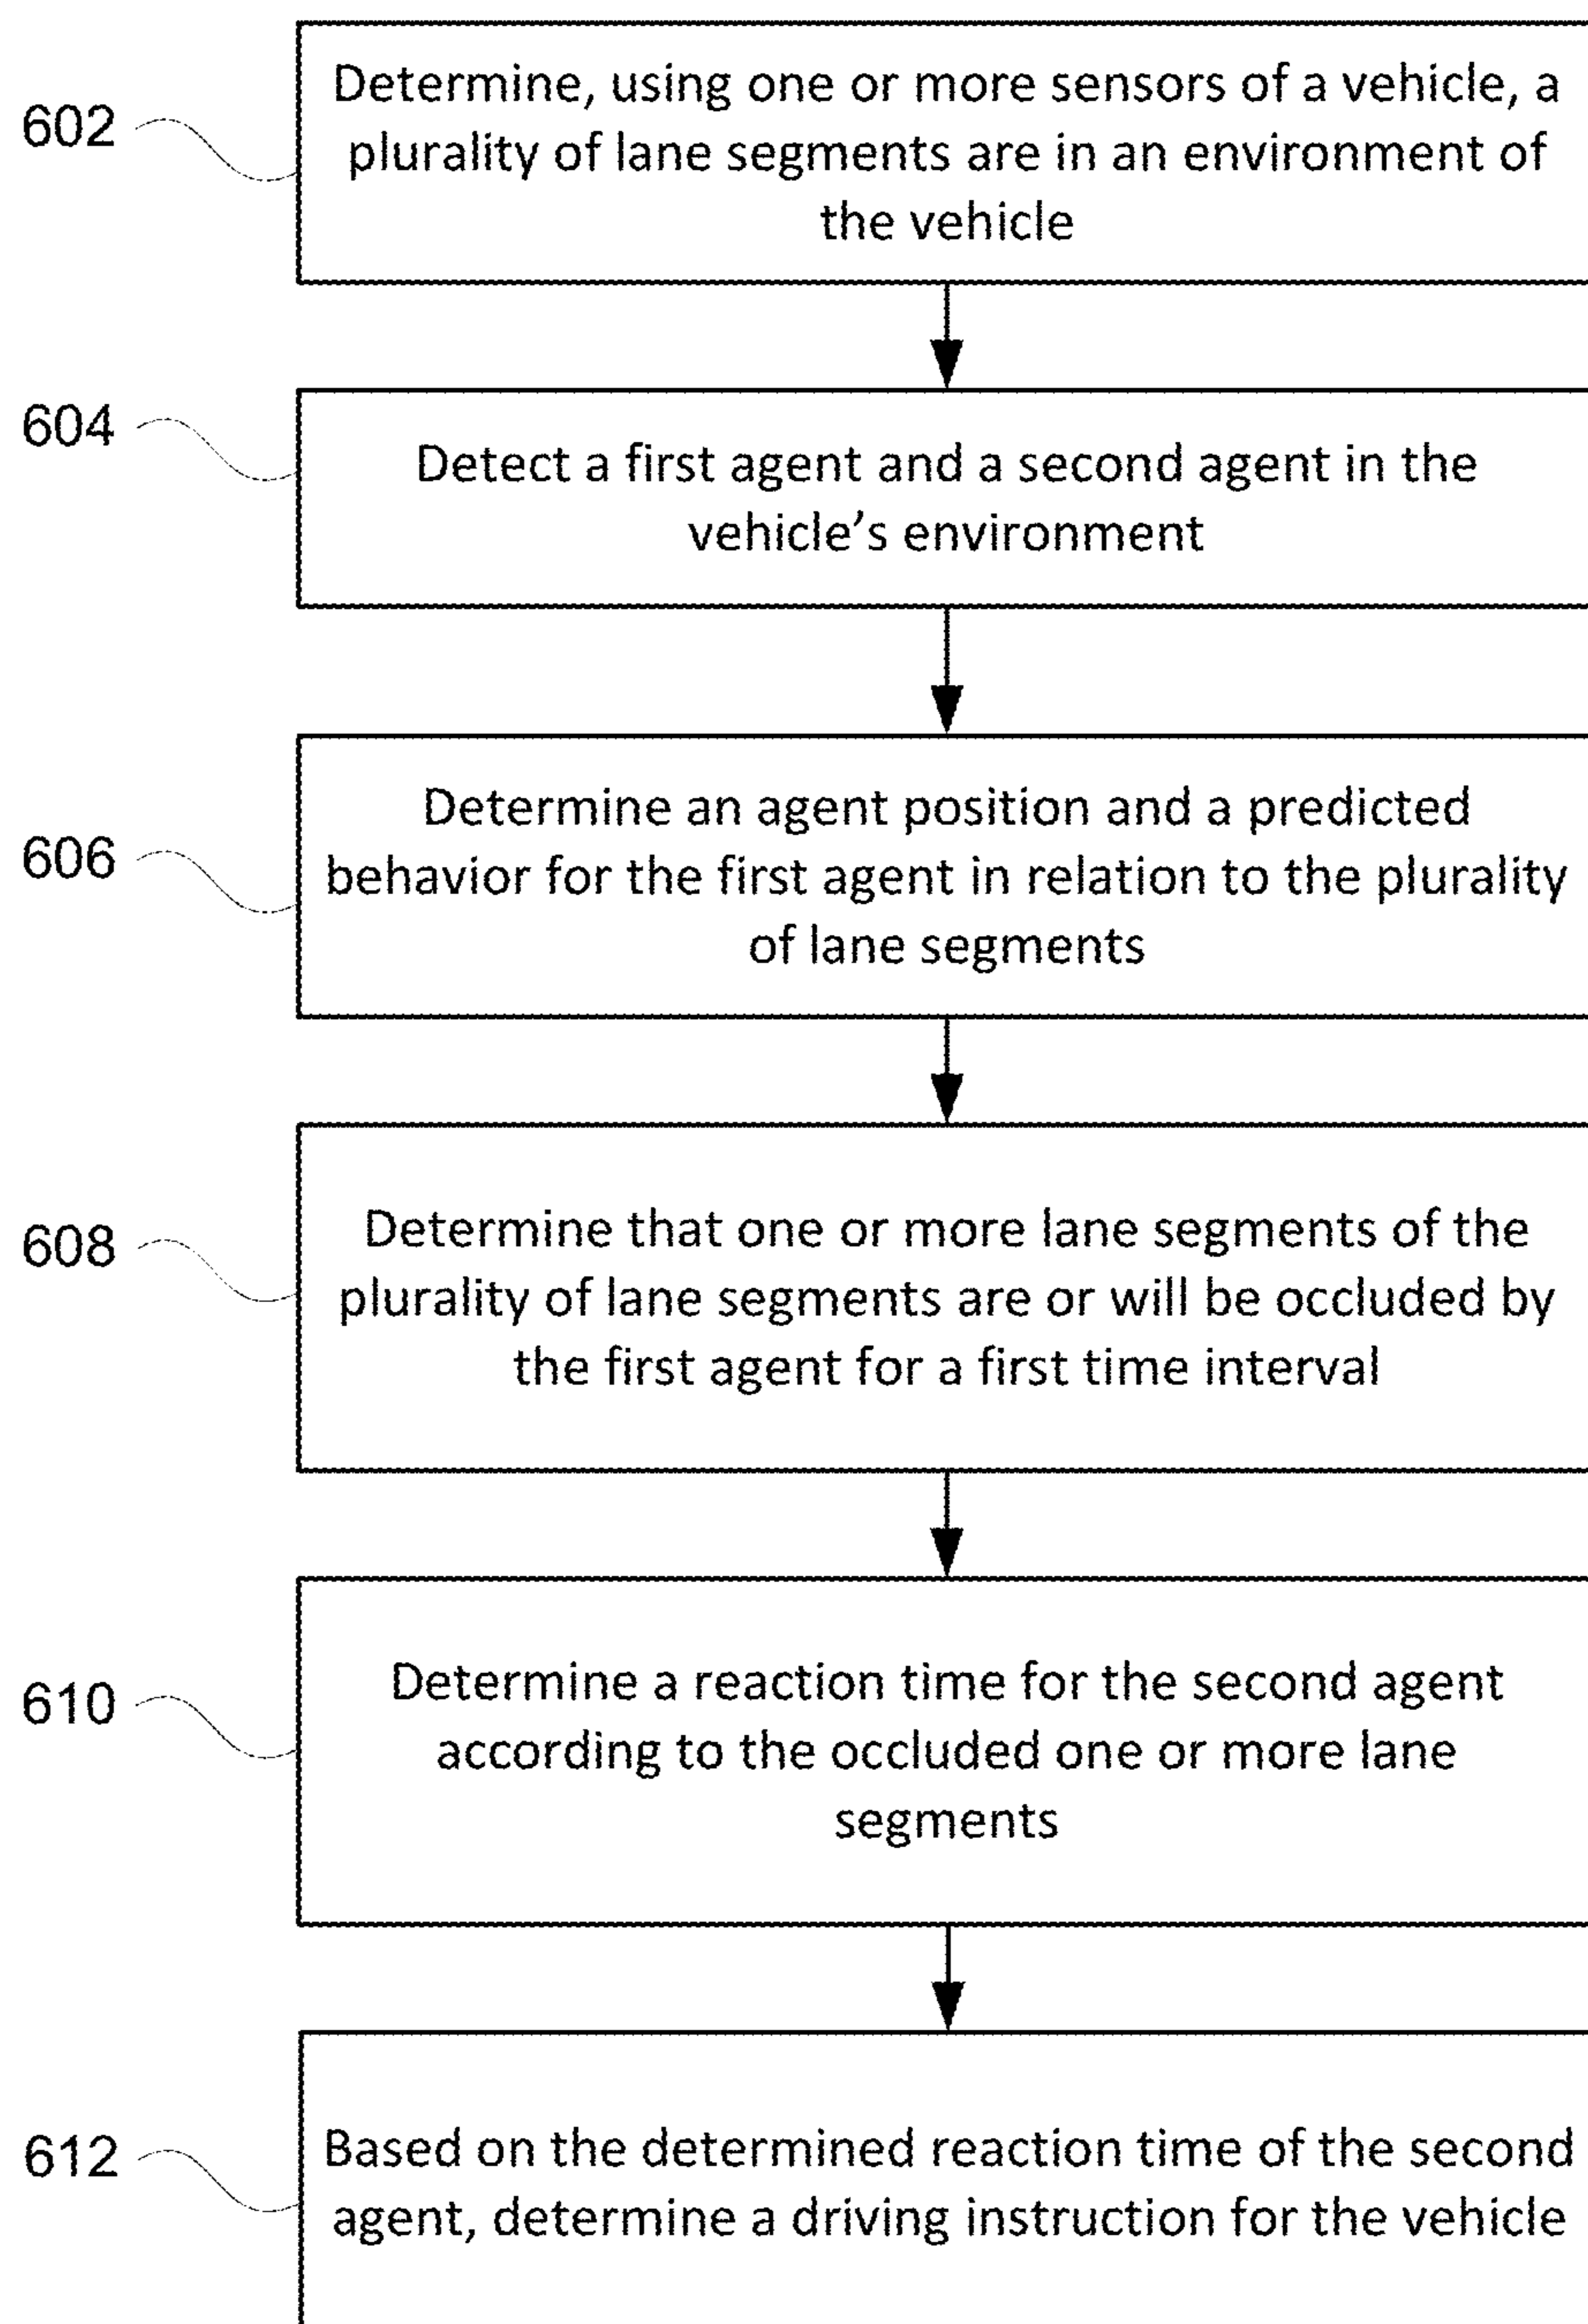 602
Determine, using one or more sensors of a vehicle, a
plurality of lane segments are in an environment of
the vehicle
604
Detect a first agent and a second agent in the
vehicle’s environment
606
Determine an agent position and a predicted
behavior for the first agent in relation to the plurality
of lane segments
608
Determine that one or more lane segments of the
plurality of lane segments are or will be occluded by
the first agent for a first time interval
610
Determine a reaction time for the second agent
according to the occluded one or more lane
segments
612
Based on the determined reaction time of the second
agent, determine a driving instruction for the vehicle